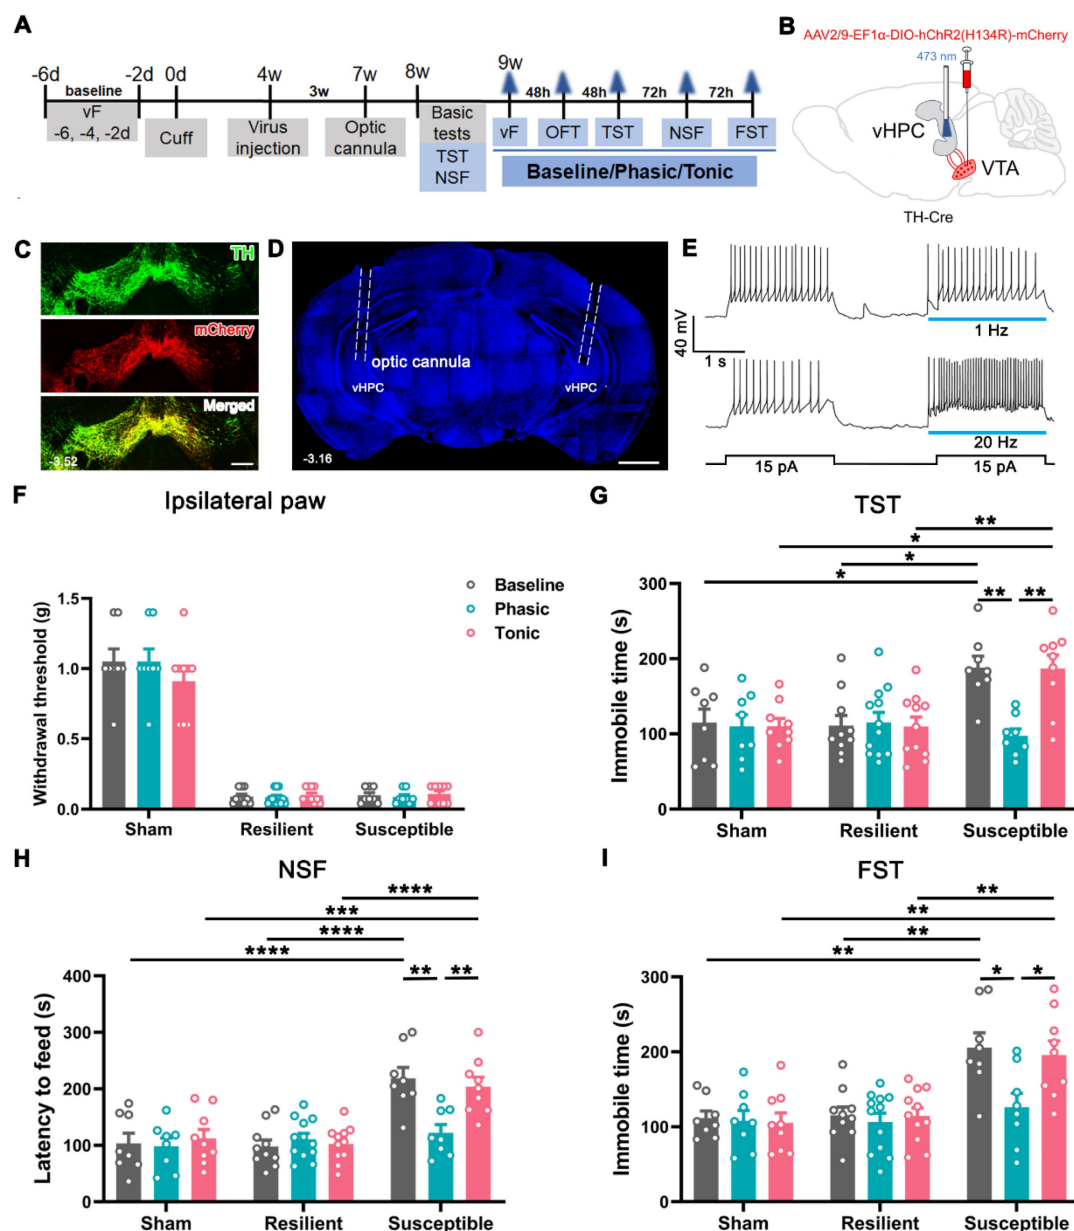 A
-6d
-2d
0d
4w
7w
8w
9w
baseline
3w
48h
48h
72h
72h
vF
-6, -4, -2d
Cuff
Virus
injection
Optic
cannula
Basic
tests
TST
NSF
vF
OFT
TST
NSF
FST
Baseline/Phasic/Tonic
B
AAV2/9-EF1α-DIO-hChR2(H134R)-mCherry
473 nm
vHPC
VTA
TH-Cre
C
TH
mCherry
Merged
-3.52
D
optic cannula
vHPC
vHPC
-3.16
E
40 mV
1 s
1 Hz
20 Hz
15 pA
15 pA
F
Ipsilateral paw
Baseline
Phasic
Tonic
Withdrawal threshold (g)
1.5
1.0
0.5
0.0
Sham
Resilient
Susceptible
G
TST
**
*
*
*
**
**
Immobile time (s)
300
200
100
0
Sham
Resilient
Susceptible
H
NSF
****
***
****
****
**
**
Latency to feed (s)
400
300
200
100
0
Sham
Resilient
Susceptible
I
FST
**
**
**
**
*
*
Immobile time (s)
300
200
100
0
Sham
Resilient
Susceptible